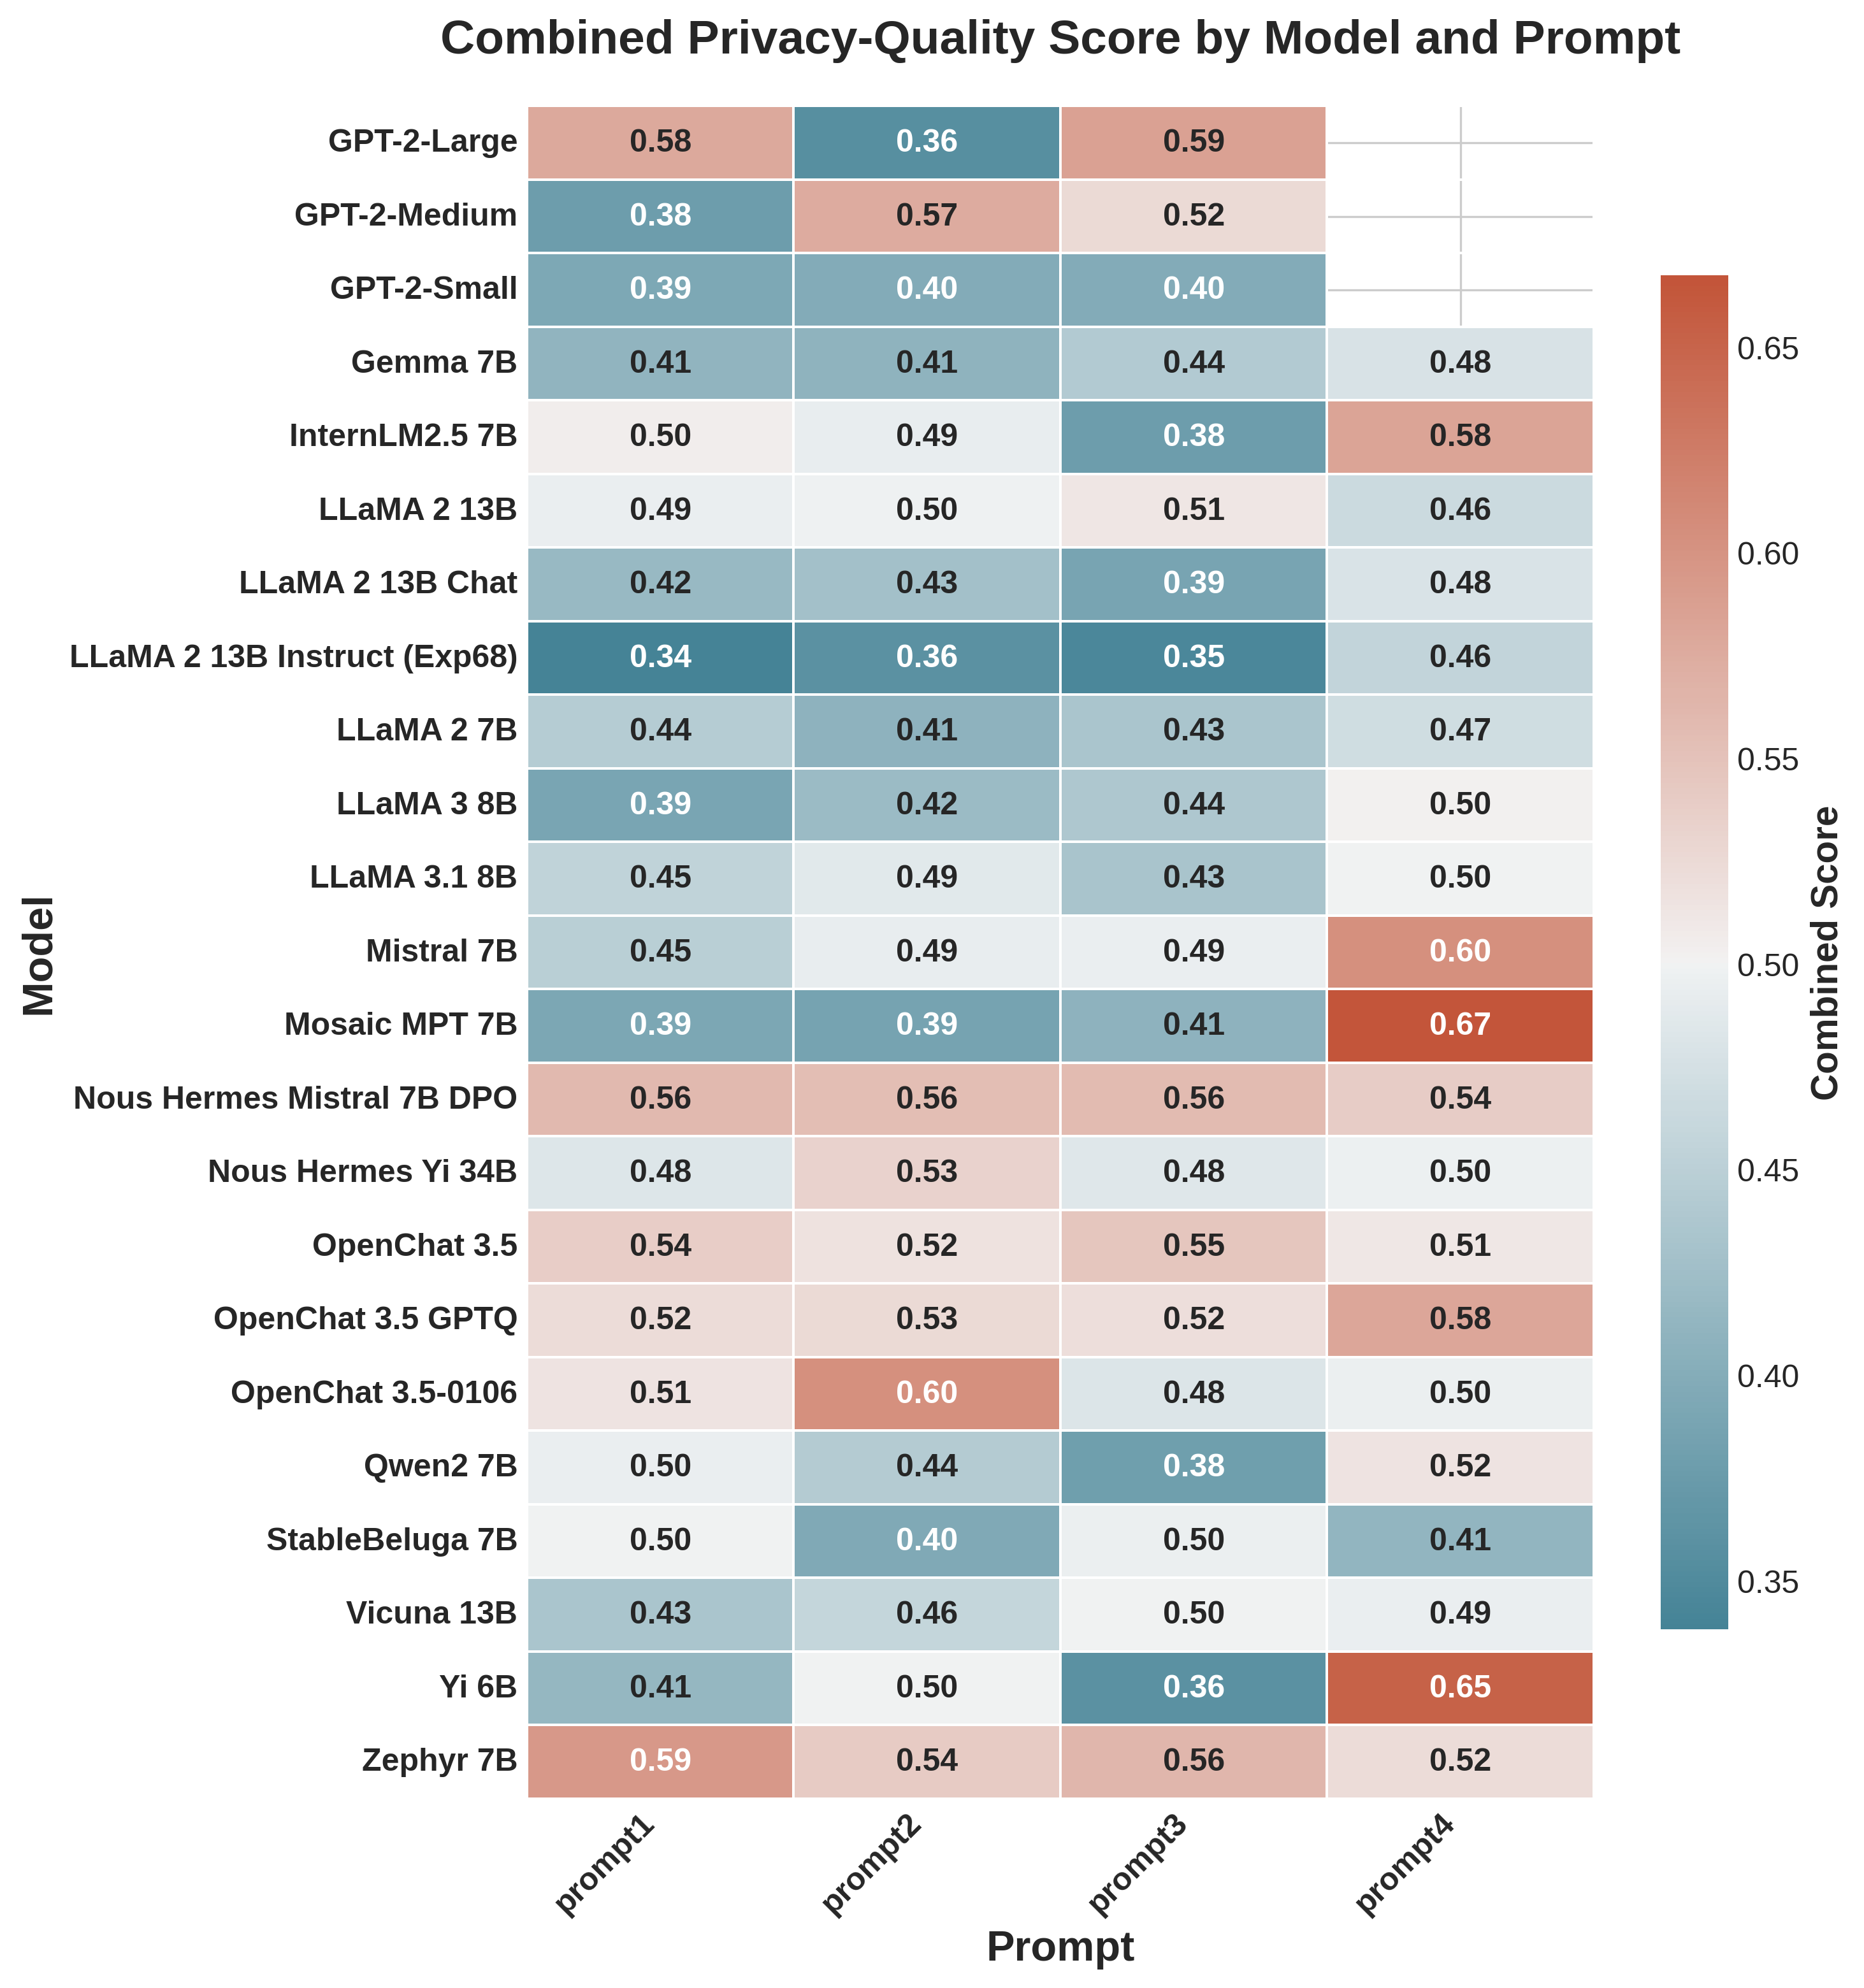 Combined Privacy-Quality Score by Model and Prompt
GPT-2-Large 0.58 0.36 0.59
GPT-2-Medium 0.38 0.57 0.52
GPT-2-Small 0.39 0.40 0.40
Gemma 7B 0.41 0.41 0.44 0.48
InternLM2.5 7B 0.50 0.49 0.38 0.58
LLaMA 2 13B 0.49 0.50 0.51 0.46
LLaMA 2 13B Chat 0.42 0.43 0.39 0.48
LLaMA 2 13B Instruct (Exp68) 0.34 0.36 0.35 0.46
LLaMA 2 7B 0.44 0.41 0.43 0.47
LLaMA 3 8B 0.39 0.42 0.44 0.50
LLaMA 3.1 8B 0.45 0.49 0.43 0.50
Mistral 7B 0.45 0.49 0.49 0.60
Mosaic MPT 7B 0.39 0.39 0.41 0.67
Nous Hermes Mistral 7B DPO 0.56 0.56 0.56 0.54
Nous Hermes Yi 34B 0.48 0.53 0.48 0.50
OpenChat 3.5 0.54 0.52 0.55 0.51
OpenChat 3.5 GPTQ 0.52 0.53 0.52 0.58
OpenChat 3.5-0106 0.51 0.60 0.48 0.50
Qwen2 7B 0.50 0.44 0.38 0.52
StableBeluga 7B 0.50 0.40 0.50 0.41
Vicuna 13B 0.43 0.46 0.50 0.49
Yi 6B 0.41 0.50 0.36 0.65
Zephyr 7B 0.59 0.54 0.56 0.52
prompt1 prompt2 prompt3 prompt4
Prompt
Model
0.65
0.60
0.55
0.50
0.45
0.40
0.35
Combined Score